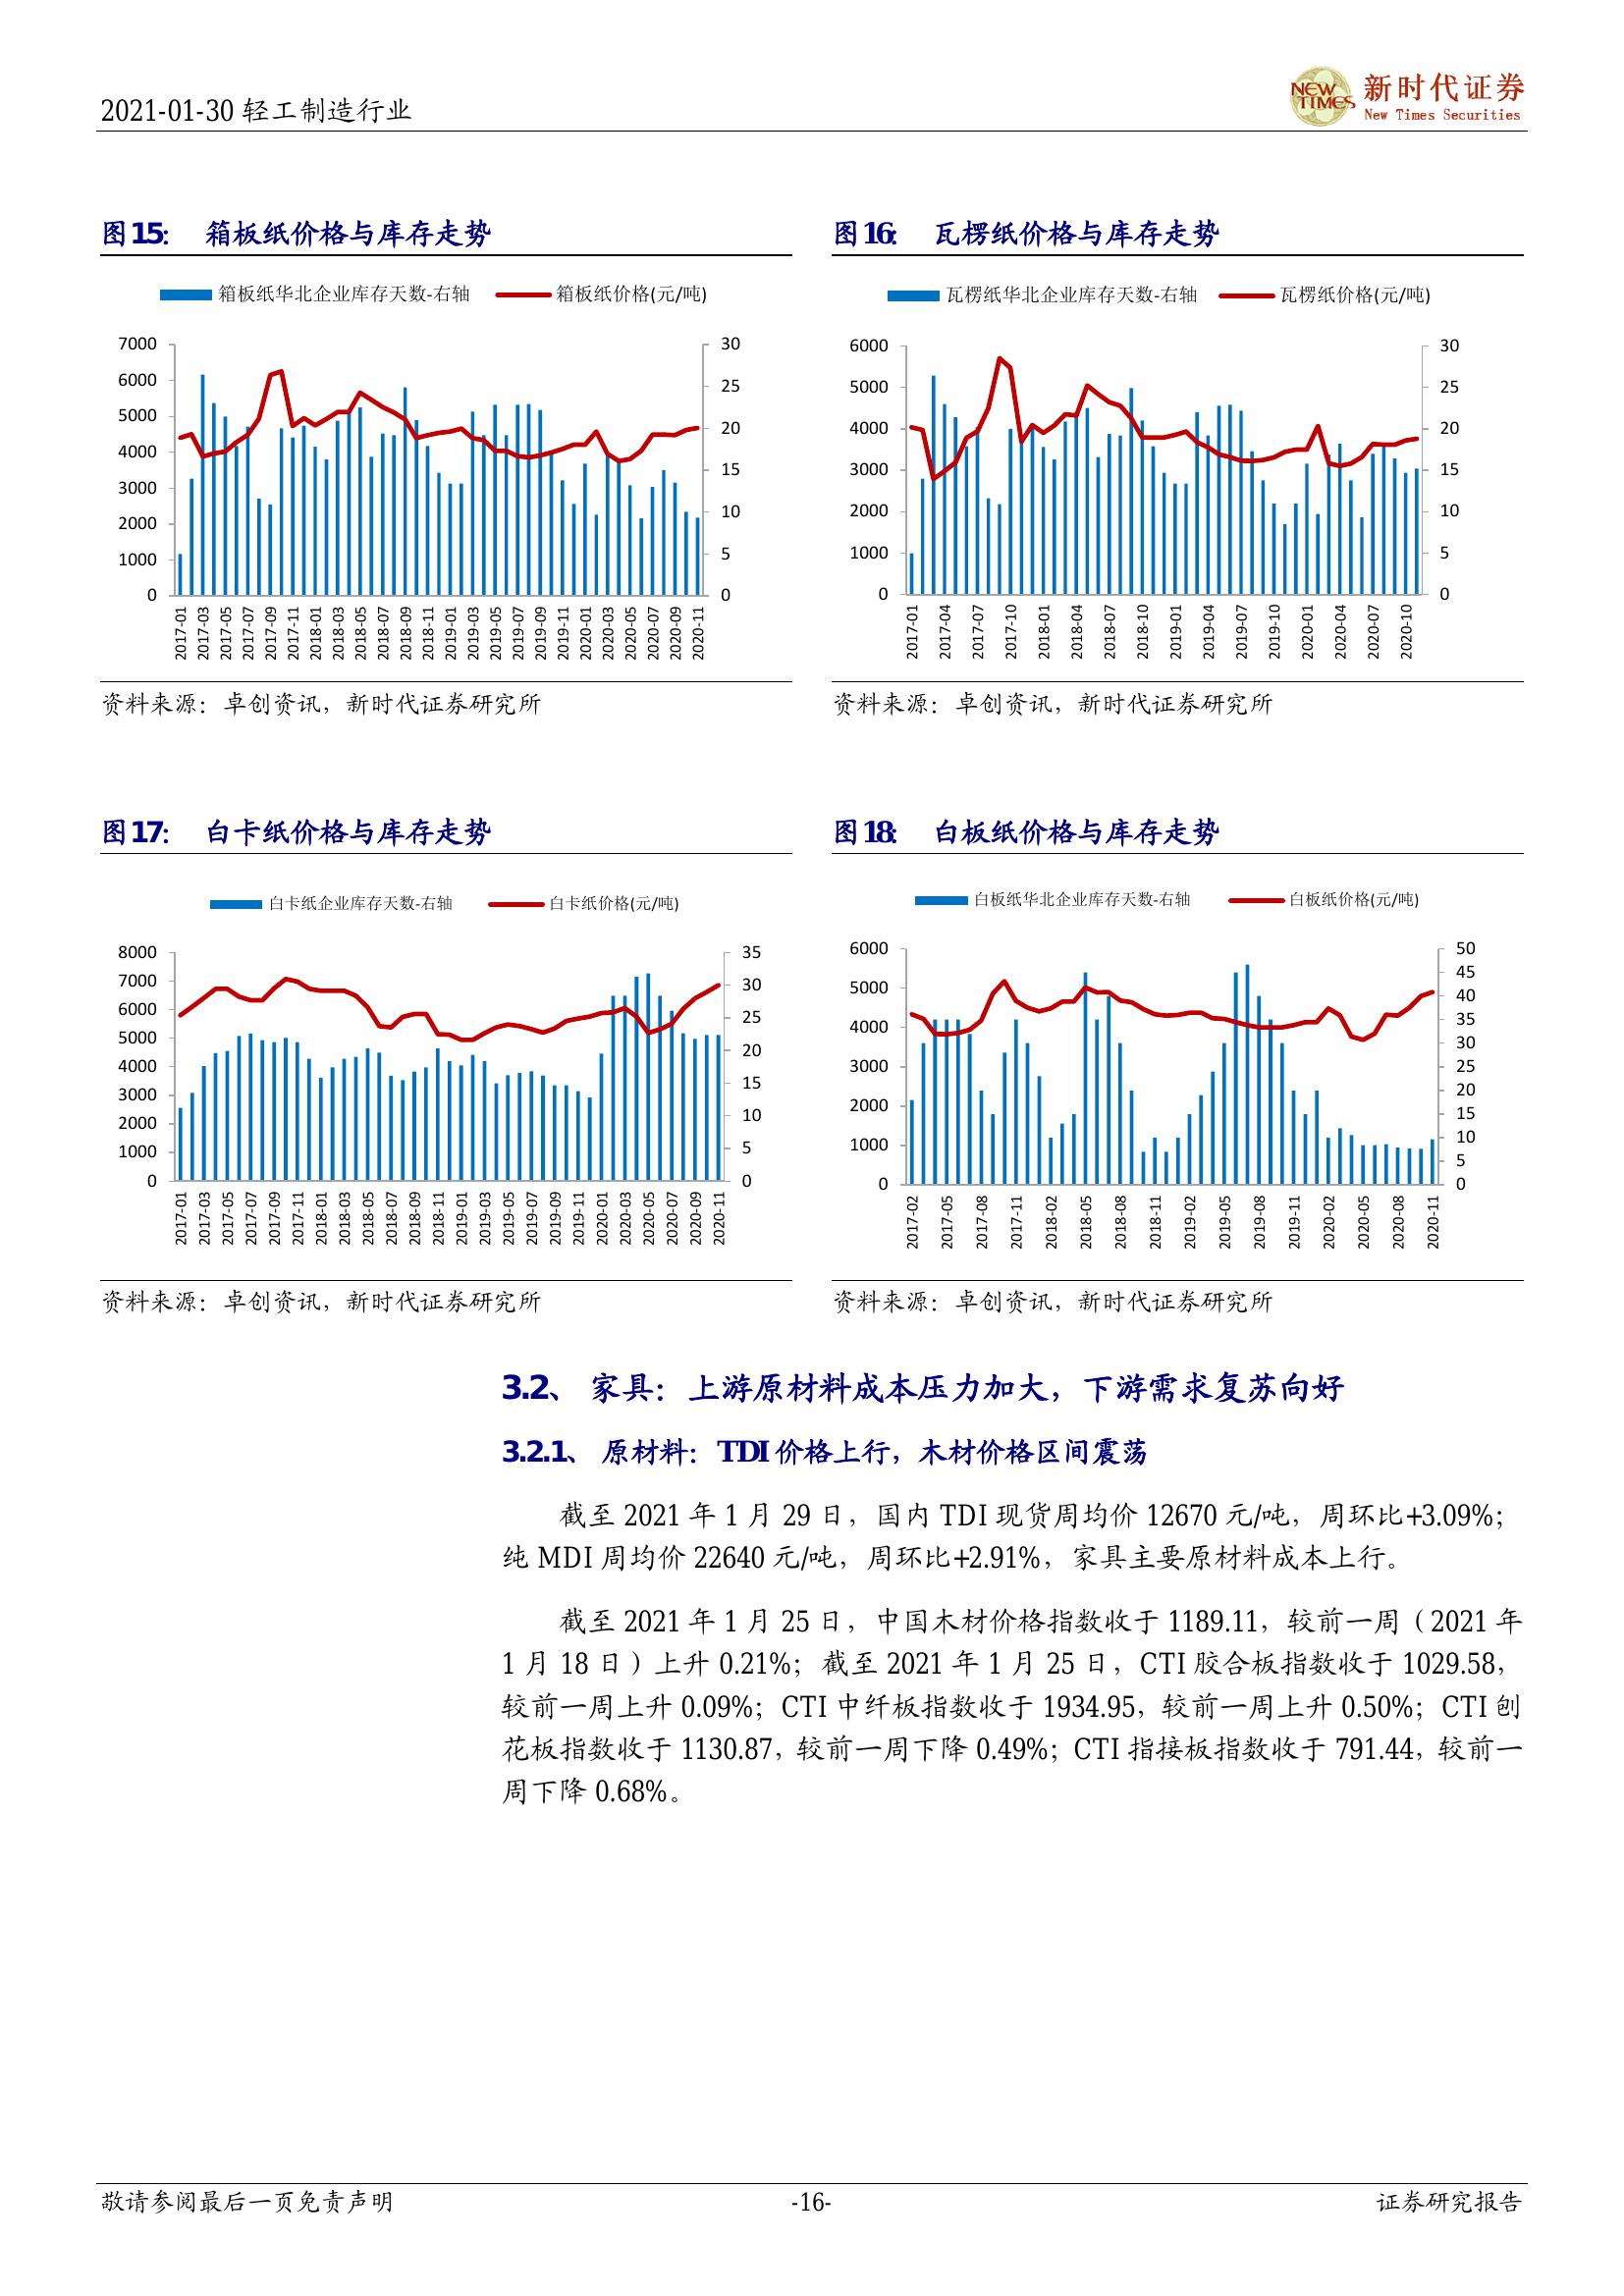 2021-01-30 轻工制造行业
NEW TIMES
新时代证券
New Times Securities
图15: 箱板纸价格与库存走势
箱板纸华北企业库存天数-右轴 箱板纸价格(元/吨)
7000
6000
5000
4000
3000
2000
1000
0
30
25
20
15
10
5
0
2017-01 2017-03 2017-05 2017-07 2017-09 2017-11 2018-01 2018-03 2018-05 2018-07 2018-09 2018-11 2019-01 2019-03 2019-05 2019-07 2019-09 2019-11 2020-01 2020-03 2020-05 2020-07 2020-09 2020-11
资料来源：卓创资讯，新时代证券研究所
图16: 瓦楞纸价格与库存走势
瓦楞纸华北企业库存天数-右轴 瓦楞纸价格(元/吨)
6000
5000
4000
3000
2000
1000
0
30
25
20
15
10
5
0
2017-01 2017-04 2017-07 2017-10 2018-01 2018-04 2018-07 2018-10 2019-01 2019-04 2019-07 2019-10 2020-01 2020-04 2020-07 2020-10
资料来源：卓创资讯，新时代证券研究所
图17: 白卡纸价格与库存走势
白卡纸企业库存天数-右轴 白卡纸价格(元/吨)
8000
7000
6000
5000
4000
3000
2000
1000
0
35
30
25
20
15
10
5
0
2017-01 2017-03 2017-05 2017-07 2017-09 2017-11 2018-01 2018-03 2018-05 2018-07 2018-09 2018-11 2019-01 2019-03 2019-05 2019-07 2019-09 2019-11 2020-01 2020-03 2020-05 2020-07 2020-09 2020-11
资料来源：卓创资讯，新时代证券研究所
图18: 白板纸价格与库存走势
白板纸华北企业库存天数-右轴 白板纸价格(元/吨)
6000
5000
4000
3000
2000
1000
0
50
45
40
35
30
25
20
15
10
5
0
2017-02 2017-05 2017-08 2017-11 2018-02 2018-05 2018-08 2018-11 2019-02 2019-05 2019-08 2019-11 2020-02 2020-05 2020-08 2020-11
资料来源：卓创资讯，新时代证券研究所
3.2、 家具：上游原材料成本压力加大，下游需求复苏向好
3.2.1、 原材料：TDI 价格上行，木材价格区间震荡
截至 2021 年 1 月 29 日，国内 TDI 现货周均价 12670 元/吨，周环比+3.09%；
纯 MDI 周均价 22640 元/吨，周环比+2.91%，家具主要原材料成本上行。
截至 2021 年 1 月 25 日，中国木材价格指数收于 1189.11，较前一周（2021 年
1 月 18 日）上升 0.21%；截至 2021 年 1 月 25 日，CTI 胶合板指数收于 1029.58，
较前一周上升 0.09%；CTI 中纤板指数收于 1934.95，较前一周上升 0.50%；CTI 刨
花板指数收于 1130.87，较前一周下降 0.49%；CTI 指接板指数收于 791.44，较前一
周下降 0.68%。
敬请参阅最后一页免责声明
-16-
证券研究报告